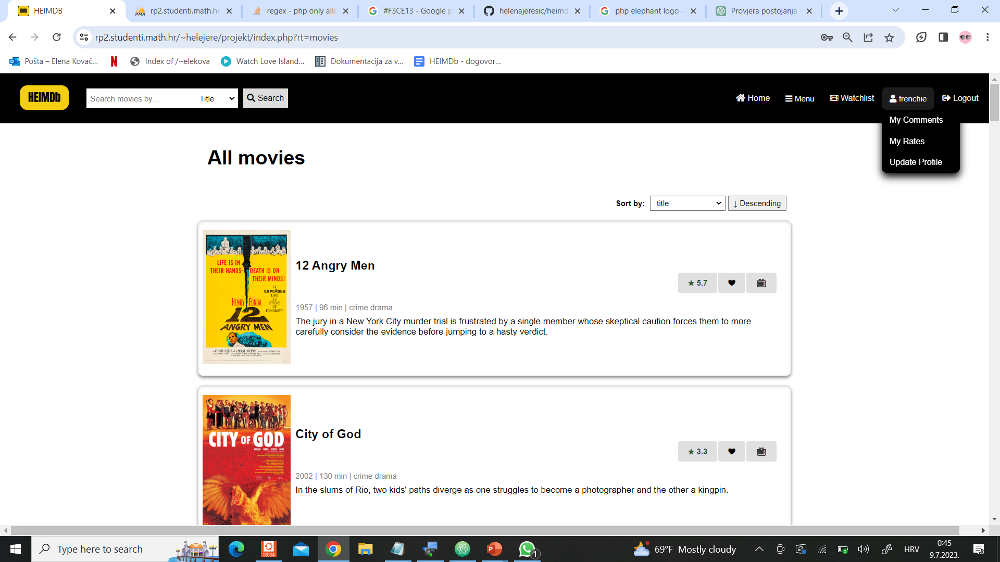 HEIMDB
rp2.studenti.math.hr
regex - php only allo
#F3CE13 - Google p
helenajeresic/heimd
php elephant logo -
Provjera postojanja
rp2.studenti.math.hr/~helejere/projekt/index.php?rt=movies
Pošta – Elena Kovač...
Index of /~elekova
Watch Love Island...
Dokumentacija za v...
HEIMDb - dogovor...
HEIMDb
Search movies by...
Title
Search
Home
Menu
Watchlist
frenchie
Logout
My Comments
My Rates
Update Profile
All movies
Sort by:
title
↓ Descending
LIFE IS IN
THEIR HANDS-
DEATH IS ON
THEIR MINDS!
IT
EXPLODES
LIKE
12
STICKS
OF
DYNAMITE!
HENRY FONDA
12
ANGRY MEN
12 Angry Men
★ 5.7
1957 | 96 min | crime drama
The jury in a New York City murder trial is frustrated by a single member whose skeptical caution forces them to more
carefully consider the evidence before jumping to a hasty verdict.
CITY OF GOD
City of God
★ 3.3
2002 | 130 min | crime drama
In the slums of Rio, two kids' paths diverge as one struggles to become a photographer and the other a kingpin.
Type here to search
18.04
1
69°F Mostly cloudy
HRV
0:45
9.7.2023.